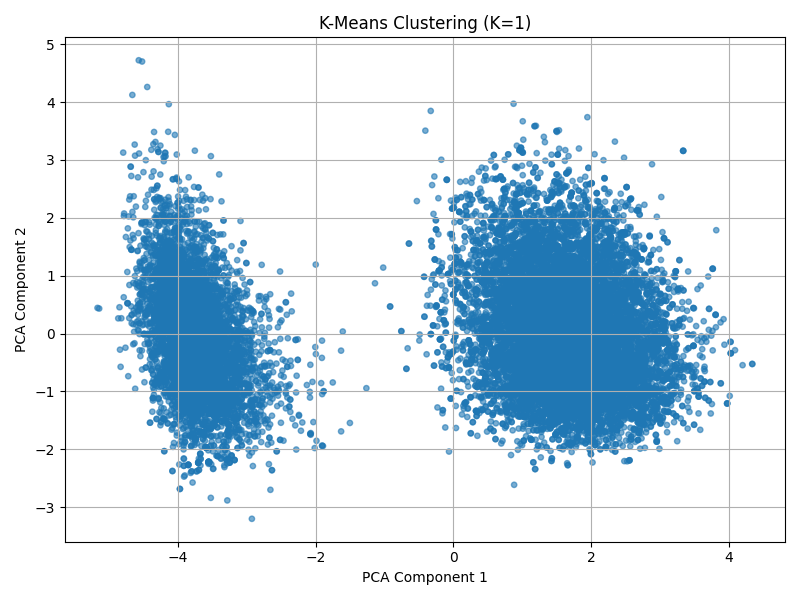 K-Means Clustering (K=1)
5
4
3
2
1
0
−1
−2
−3
PCA Component 2
−4 −2 0 2 4
PCA Component 1